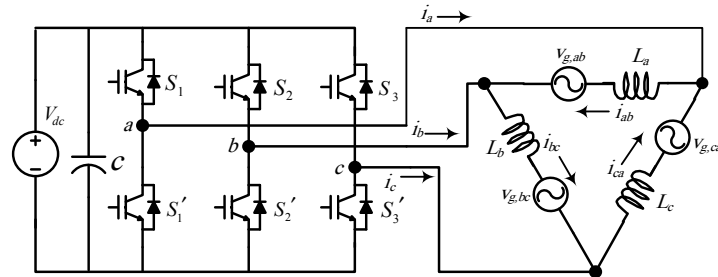 i_a
V_dc
+
−
C
S_1
S_2
S_3
a
b
c
S_1′
S_2′
S_3′
i_b
i_c
v_g,ab
L_a
i_ab
L_b
i_bc
v_g,bc
i_ca
v_g,ca
L_c